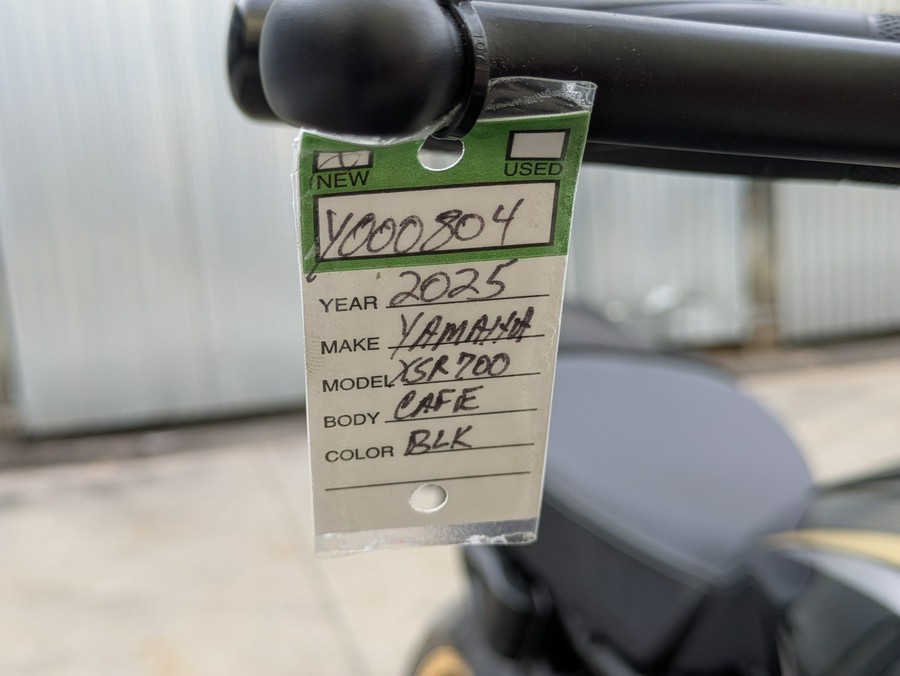 NEW USED
Y000804
YEAR 2025
MAKE YAMAHA
MODEL XSR700
BODY CAFE
COLOR BLK